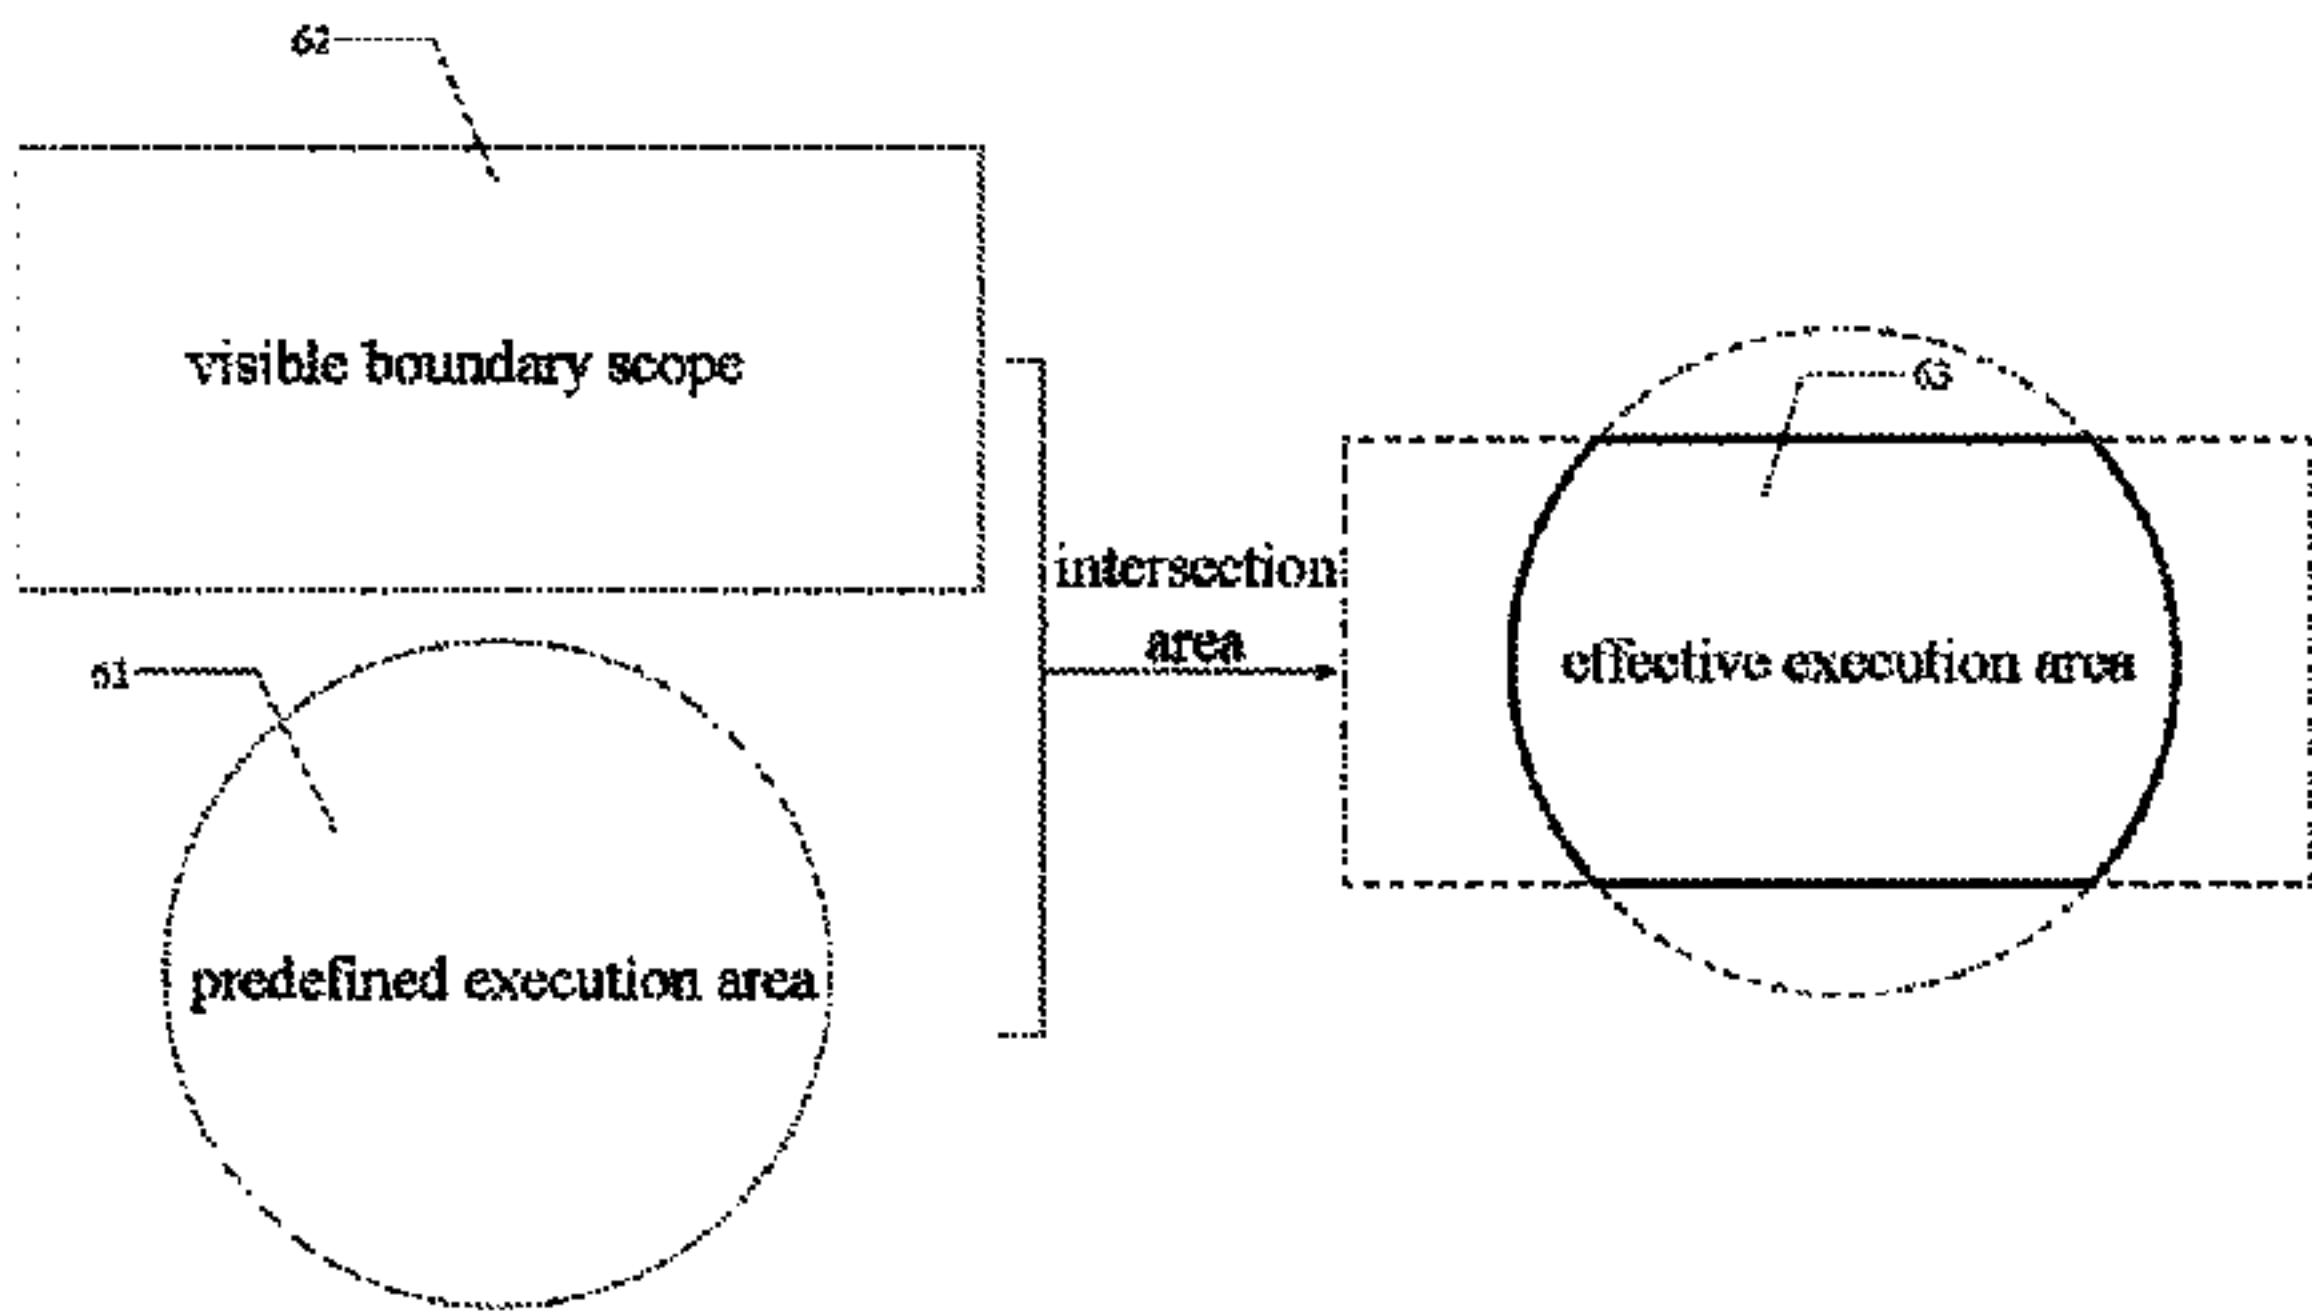 62
visible boundary scope
61
predefined execution area
intersection
area
63
effective execution area